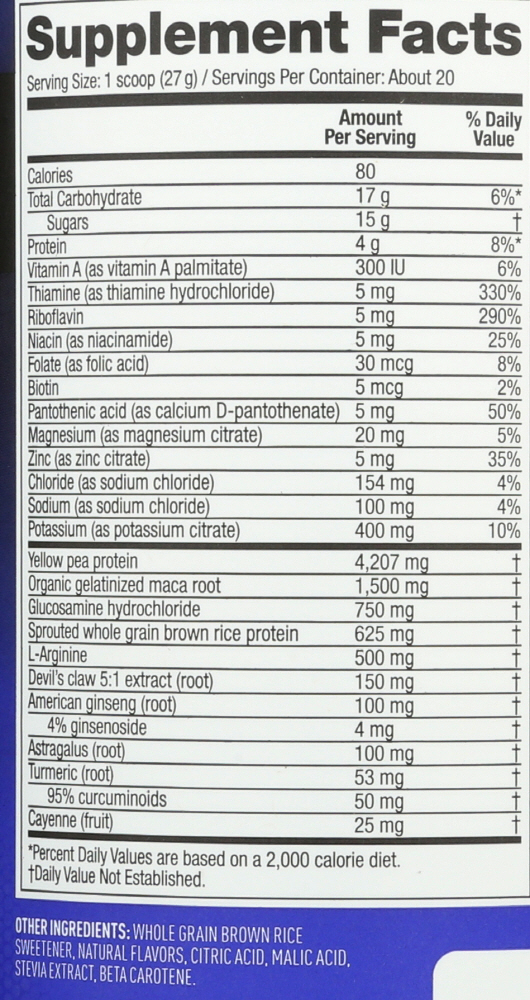 Supplement Facts
Serving Size: 1 scoop (27 g) / Servings Per Container: About 20
Amount Per Serving % Daily Value
Calories 80
Total Carbohydrate 17 g 6%*
Sugars 15 g †
Protein 4 g 8%*
Vitamin A (as vitamin A palmitate) 300 IU 6%
Thiamine (as thiamine hydrochloride) 5 mg 330%
Riboflavin 5 mg 290%
Niacin (as niacinamide) 5 mg 25%
Folate (as folic acid) 30 mcg 8%
Biotin 5 mcg 2%
Pantothenic acid (as calcium D-pantothenate) 5 mg 50%
Magnesium (as magnesium citrate) 20 mg 5%
Zinc (as zinc citrate) 5 mg 35%
Chloride (as sodium chloride) 154 mg 4%
Sodium (as sodium chloride) 100 mg 4%
Potassium (as potassium citrate) 400 mg 10%
Yellow pea protein 4,207 mg †
Organic gelatinized maca root 1,500 mg †
Glucosamine hydrochloride 750 mg †
Sprouted whole grain brown rice protein 625 mg †
L-Arginine 500 mg †
Devil's claw 5:1 extract (root) 150 mg †
American ginseng (root) 100 mg †
4% ginsenoside 4 mg †
Astragalus (root) 100 mg †
Turmeric (root) 53 mg †
95% curcuminoids 50 mg †
Cayenne (fruit) 25 mg †
*Percent Daily Values are based on a 2,000 calorie diet.
†Daily Value Not Established.
OTHER INGREDIENTS: WHOLE GRAIN BROWN RICE
SWEETENER, NATURAL FLAVORS, CITRIC ACID, MALIC ACID,
STEVIA EXTRACT, BETA CAROTENE.